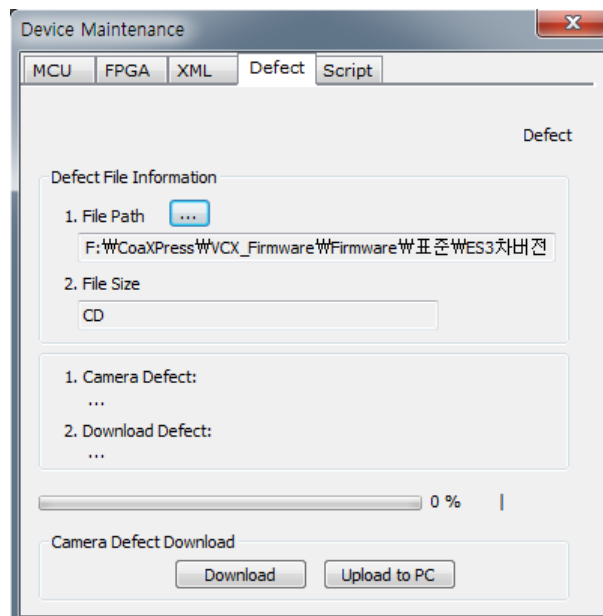 Device Maintenance
MCU FPGA XML Defect Script
Defect
Defect File Information
1. File Path ...
F:₩CoaXPress₩VCX_Firmware₩Firmware₩표준₩ES3차버전
2. File Size
CD
1. Camera Defect:
...
2. Download Defect:
...
0 %
Camera Defect Download
Download Upload to PC